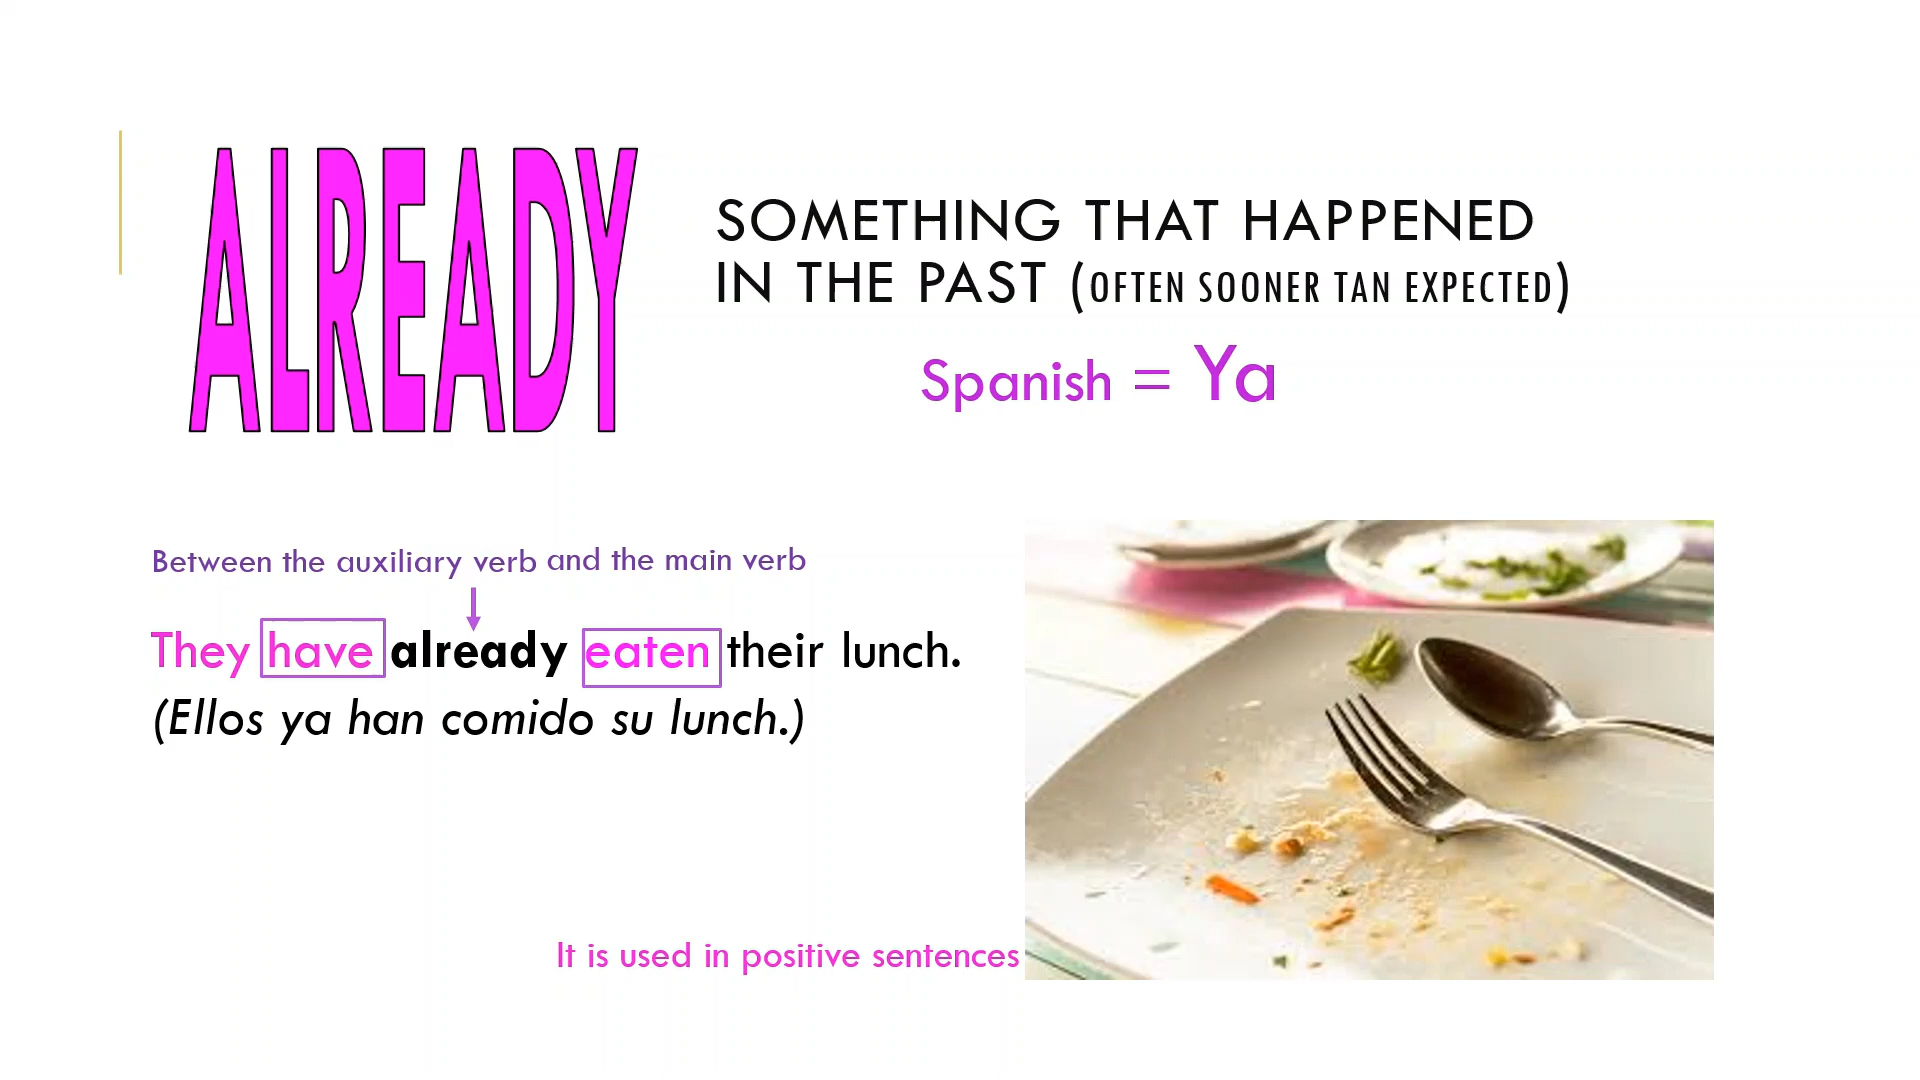 ALREADY
SOMETHING THAT HAPPENED
IN THE PAST (OFTEN SOONER TAN EXPECTED)
Spanish = Ya
Between the auxiliary verb and the main verb
They have already eaten their lunch.
(Ellos ya han comido su lunch.)
It is used in positive sentences